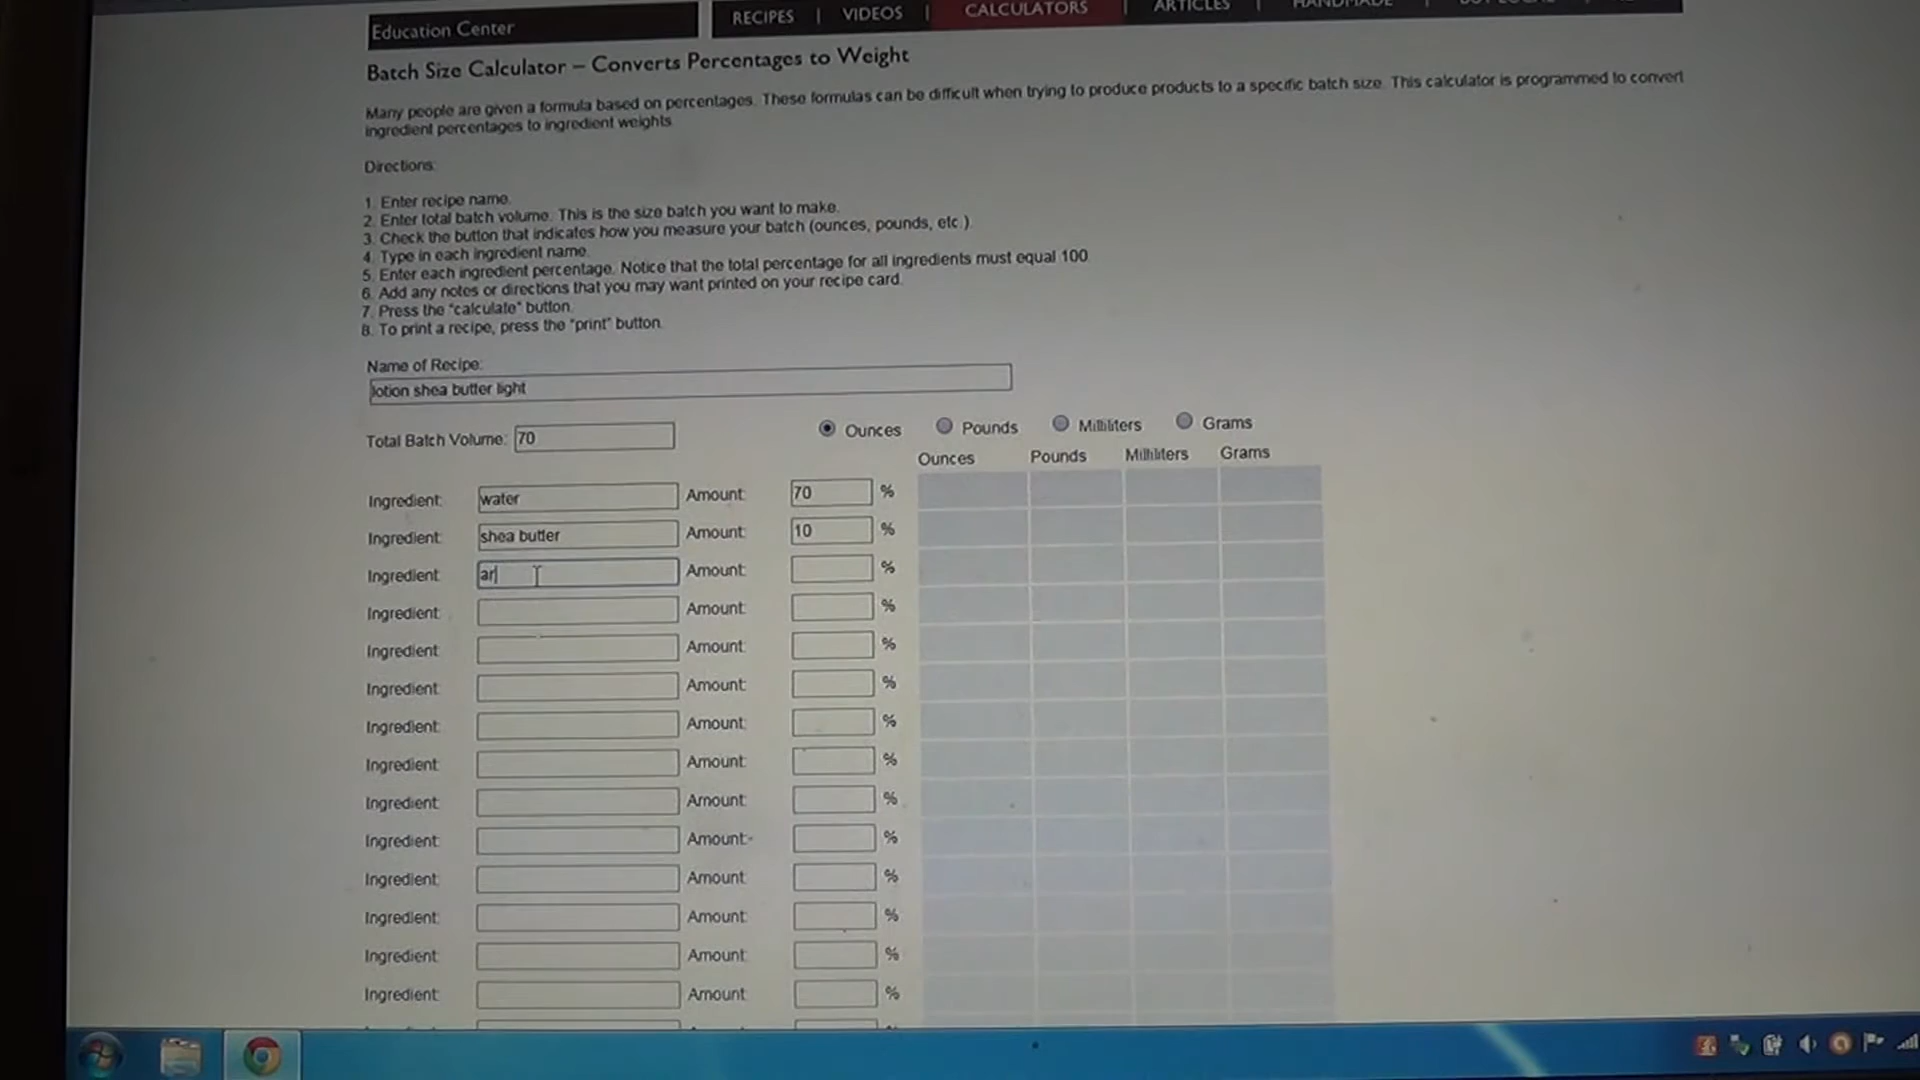 Education Center
RECIPES | VIDEOS | CALCULATORS | ARTICLES | HANDMADE |
Batch Size Calculator – Converts Percentages to Weight
Many people are given a formula based on percentages. These formulas can be difficult when trying to produce products to a specific batch size. This calculator is programmed to convert
ingredient percentages to ingredient weights.
Directions:
1. Enter recipe name.
2. Enter total batch volume. This is the size batch you want to make.
3. Check the button that indicates how you measure your batch (ounces, pounds, etc.).
4. Type in each ingredient name.
5. Enter each ingredient percentage. Notice that the total percentage for all ingredients must equal 100
6. Add any notes or directions that you may want printed on your recipe card.
7. Press the "calculate" button.
8. To print a recipe, press the "print" button.
Name of Recipe:
lotion shea butter light
Total Batch Volume: 70 Ounces Pounds Milliliters Grams
Ounces Pounds Milliliters Grams
Ingredient: water Amount: 70 %
Ingredient: shea butter Amount: 10 %
Ingredient: ar Amount: %
Ingredient: Amount: %
Ingredient: Amount: %
Ingredient: Amount: %
Ingredient: Amount: %
Ingredient: Amount: %
Ingredient: Amount: %
Ingredient: Amount: %
Ingredient: Amount: %
Ingredient: Amount: %
Ingredient: Amount: %
Ingredient: Amount: %